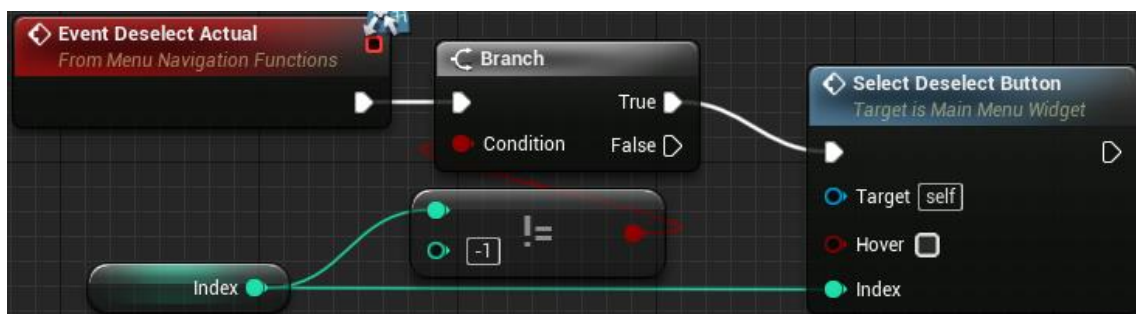 Event Deselect Actual
From Menu Navigation Functions
Branch
True
Condition
False
!=
-1
Index
Select Deselect Button
Target is Main Menu Widget
Target self
Hover
Index